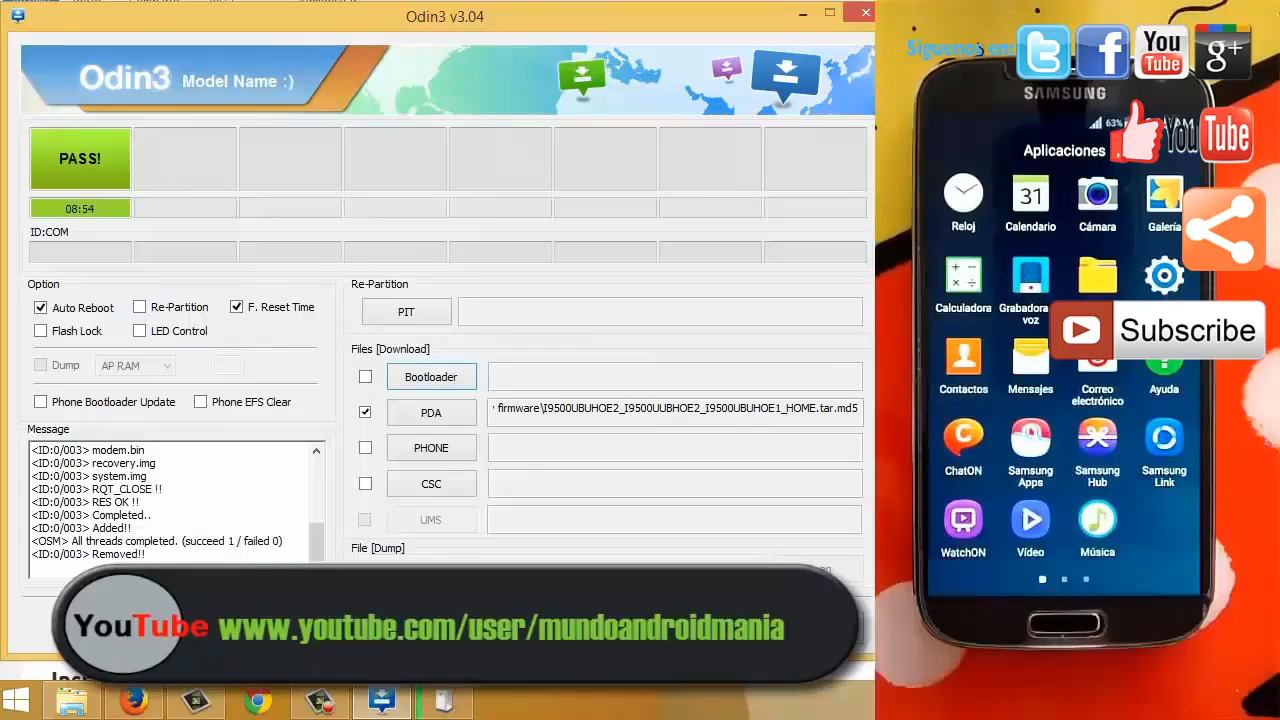 Odin3 v3.04
Odin3 Model Name :)
PASS!
08:54
ID:COM
Option
Auto Reboot
Re-Partition
F. Reset Time
Flash Lock
LED Control
Dump
AP RAM
Phone Bootloader Update
Phone EFS Clear
Message
<ID:0/003> modem.bin
<ID:0/003> recovery.img
<ID:0/003> system.img
<ID:0/003> RQT_CLOSE !!
<ID:0/003> RES OK !!
<ID:0/003> Completed..
<ID:0/003> Added!!
<OSM> All threads completed. (succeed 1 / failed 0)
<ID:0/003> Removed!!
Re-Partition
PIT
Files [Download]
Bootloader
PDA
firmware\I9500UBUHOE2_I9500UUBHOE2_I9500UBUHOE1_HOME.tar.md5
PHONE
CSC
UMS
File [Dump]
YouTube www.youtube.com/user/mundoandroidmania
Siguenos en:
You Tube
g+
SAMSUNG
63%
Aplicaciones
You Tube
Reloj
31
Calendario
Cámara
Galería
Calculadora
Grabadora voz
Subscribe
Contactos
Mensajes
Correo electrónico
Ayuda
ChatON
Samsung Apps
Samsung Hub
Samsung Link
WatchON
Vídeo
Música